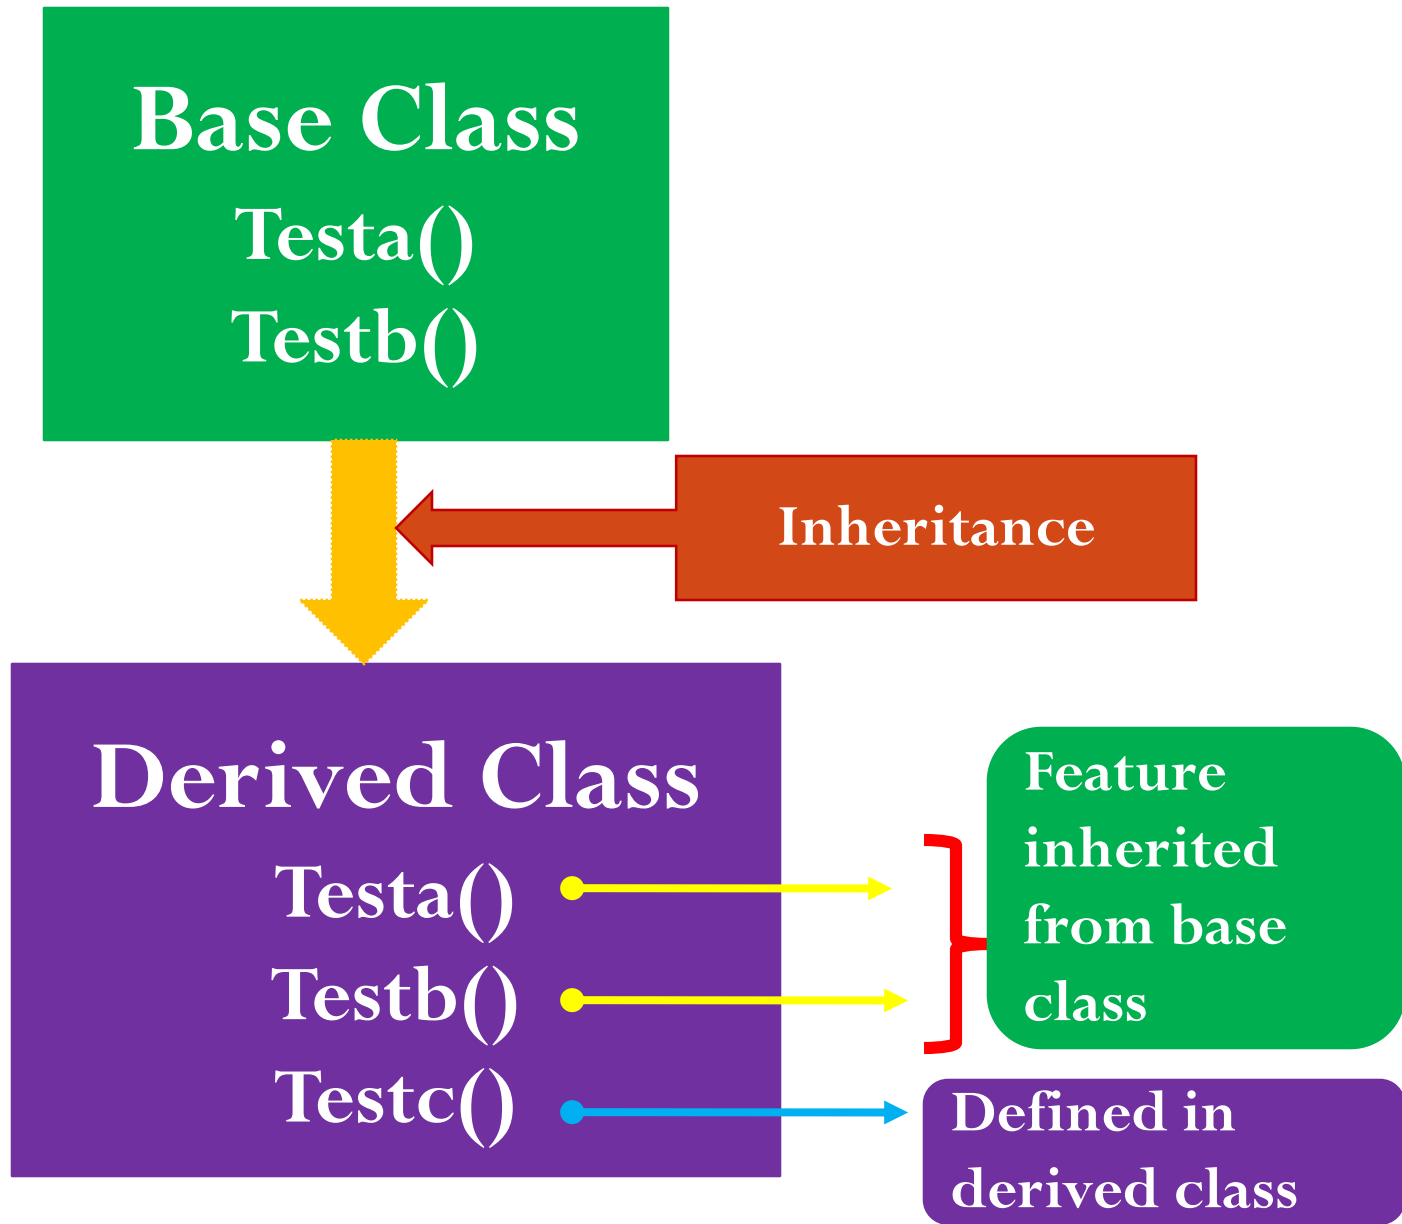 Base Class
Testa()
Testb()
Inheritance
Derived Class
Testa()
Testb()
Testc()
Feature
inherited
from base
class
Defined in
derived class